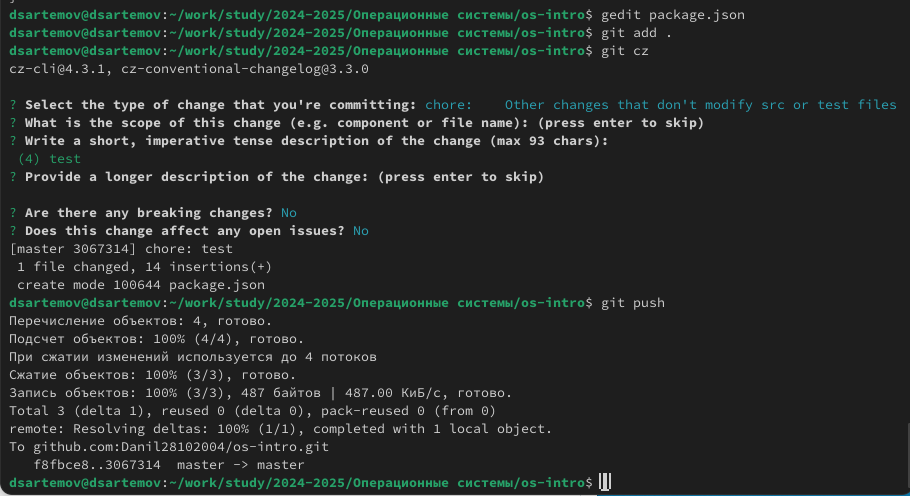 dsartemov@dsartemov:~/work/study/2024-2025/Операционные системы/os-intro$ gedit package.json
dsartemov@dsartemov:~/work/study/2024-2025/Операционные системы/os-intro$ git add .
dsartemov@dsartemov:~/work/study/2024-2025/Операционные системы/os-intro$ git cz
cz-cli@4.3.1, cz-conventional-changelog@3.3.0
? Select the type of change that you're committing: chore:    Other changes that don't modify src or test files
? What is the scope of this change (e.g. component or file name): (press enter to skip)
? Write a short, imperative tense description of the change (max 93 chars):
(4) test
? Provide a longer description of the change: (press enter to skip)
? Are there any breaking changes? No
? Does this change affect any open issues? No
[master 3067314] chore: test
1 file changed, 14 insertions(+)
create mode 100644 package.json
dsartemov@dsartemov:~/work/study/2024-2025/Операционные системы/os-intro$ git push
Перечисление объектов: 4, готово.
Подсчет объектов: 100% (4/4), готово.
При сжатии изменений используется до 4 потоков
Сжатие объектов: 100% (3/3), готово.
Запись объектов: 100% (3/3), 487 байтов | 487.00 КиБ/с, готово.
Total 3 (delta 1), reused 0 (delta 0), pack-reused 0 (from 0)
remote: Resolving deltas: 100% (1/1), completed with 1 local object.
To github.com:Danil28102004/os-intro.git
f8fbce8..3067314  master -> master
dsartemov@dsartemov:~/work/study/2024-2025/Операционные системы/os-intro$